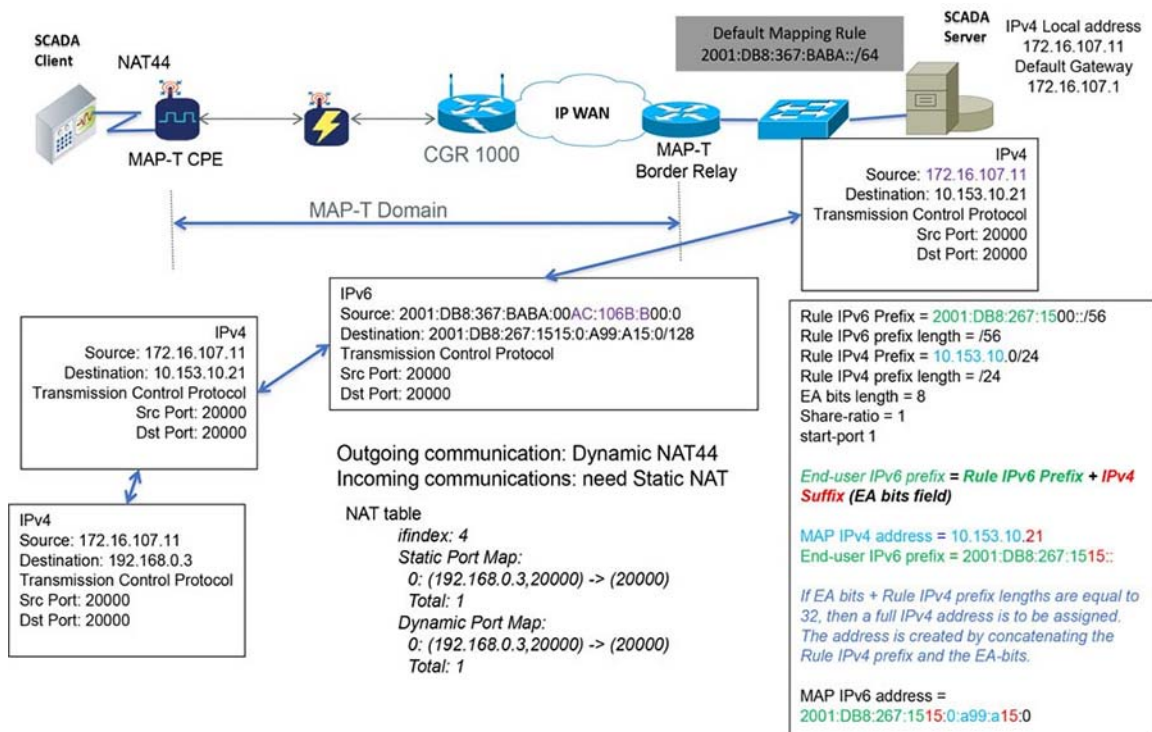 SCADA
Client
NAT44
MAP-T CPE
CGR 1000
IP WAN
MAP-T
Border Relay
Default Mapping Rule
2001:DB8:367:BABA::/64
SCADA
Server
IPv4 Local address
172.16.107.11
Default Gateway
172.16.107.1
MAP-T Domain
IPv4
Source: 172.16.107.11
Destination: 10.153.10.21
Transmission Control Protocol
Src Port: 20000
Dst Port: 20000
IPv6
Source: 2001:DB8:367:BABA:00AC:106B:B00:0
Destination: 2001:DB8:267:1515:0:A99:A15:0/128
Transmission Control Protocol
Src Port: 20000
Dst Port: 20000
IPv4
Source: 172.16.107.11
Destination: 10.153.10.21
Transmission Control Protocol
Src Port: 20000
Dst Port: 20000
IPv4
Source: 172.16.107.11
Destination: 192.168.0.3
Transmission Control Protocol
Src Port: 20000
Dst Port: 20000
Outgoing communication: Dynamic NAT44
Incoming communications: need Static NAT
NAT table
ifindex: 4
Static Port Map:
0: (192.168.0.3,20000) -> (20000)
Total: 1
Dynamic Port Map:
0: (192.168.0.3,20000) -> (20000)
Total: 1
Rule IPv6 Prefix = 2001:DB8:267:1500::/56
Rule IPv6 prefix length = /56
Rule IPv4 Prefix = 10.153.10.0/24
Rule IPv4 prefix length = /24
EA bits length = 8
Share-ratio = 1
start-port 1
End-user IPv6 prefix = Rule IPv6 Prefix + IPv4
Suffix (EA bits field)
MAP IPv4 address = 10.153.10.21
End-user IPv6 prefix = 2001:DB8:267:1515::
If EA bits + Rule IPv4 prefix lengths are equal to
32, then a full IPv4 address is to be assigned.
The address is created by concatenating the
Rule IPv4 prefix and the EA-bits.
MAP IPv6 address =
2001:DB8:267:1515:0:a99:a15:0